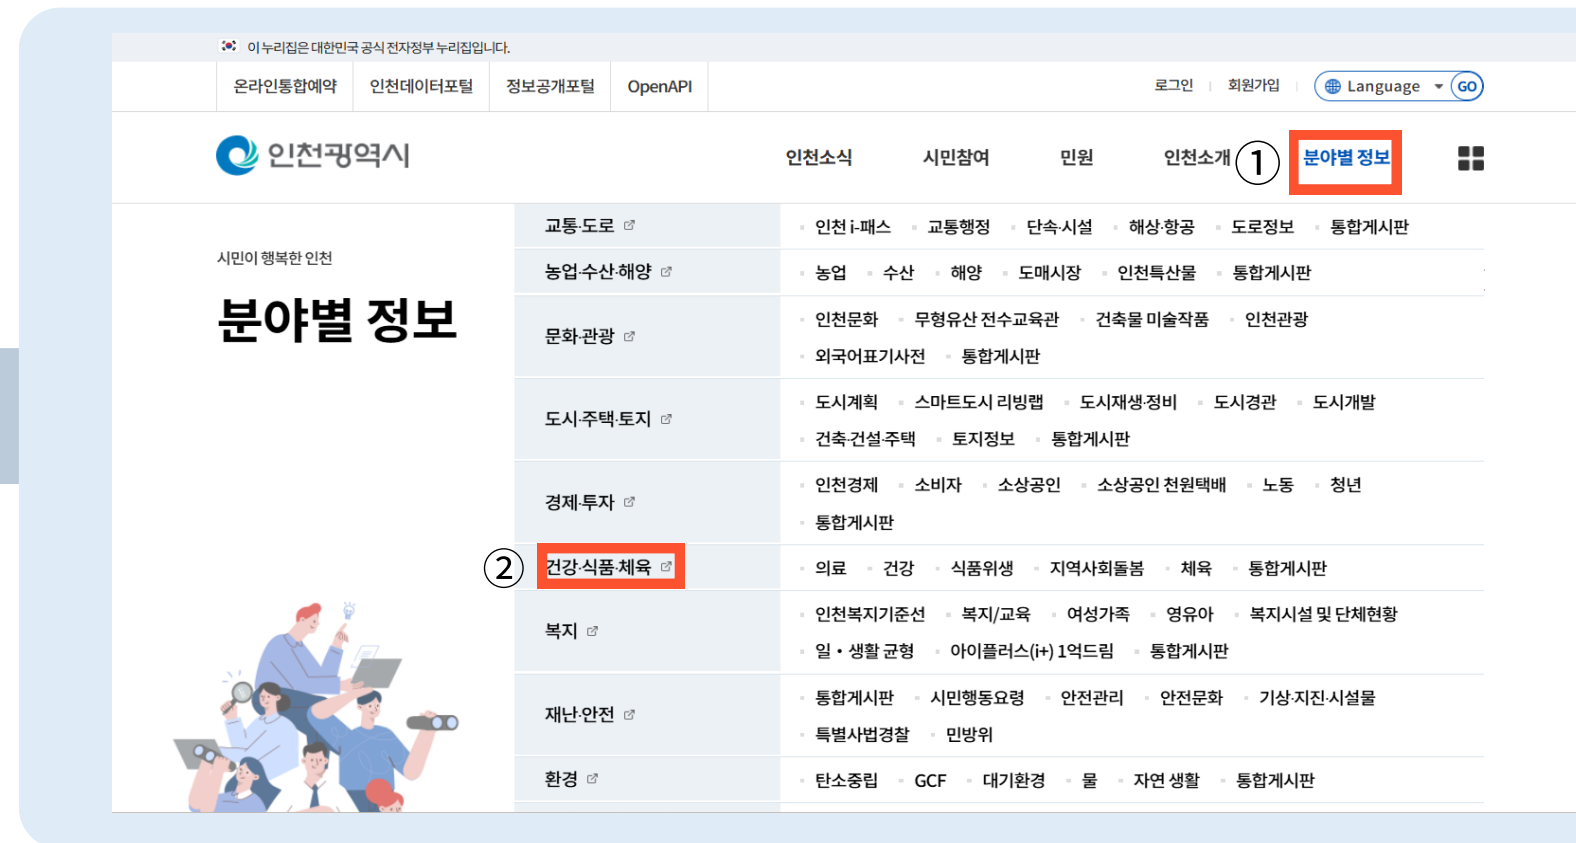 이 누리집은 대한민국 공식 전자정부 누리집입니다.
온라인통합예약 인천데이터포털 정보공개포털 OpenAPI 로그인 회원가입 Language GO
인천광역시 인천소식 시민참여 민원 인천소개 ① 분야별 정보
시민이 행복한 인천
분야별 정보
교통·도로 인천 i-패스 교통행정 단속·시설 해상·항공 도로정보 통합게시판
농업·수산·해양 농업 수산 해양 도매시장 인천특산물 통합게시판
문화·관광 인천문화 무형유산 전수교육관 건축물 미술작품 인천관광
외국어표기사전 통합게시판
도시·주택·토지 도시계획 스마트도시 리빙랩 도시재생·정비 도시경관 도시개발
건축·건설·주택 토지정보 통합게시판
경제·투자 인천경제 소비자 소상공인 소상공인 천원택배 노동 청년
통합게시판
② 건강·식품·체육 의료 건강 식품위생 지역사회돌봄 체육 통합게시판
복지 인천복지기준선 복지/교육 여성가족 영유아 복지시설 및 단체현황
일・생활 균형 아이플러스(i+) 1억드림 통합게시판
재난·안전 통합게시판 시민행동요령 안전관리 안전문화 기상·지진·시설물
특별사법경찰 민방위
환경 탄소중립 GCF 대기환경 물 자연 생활 통합게시판